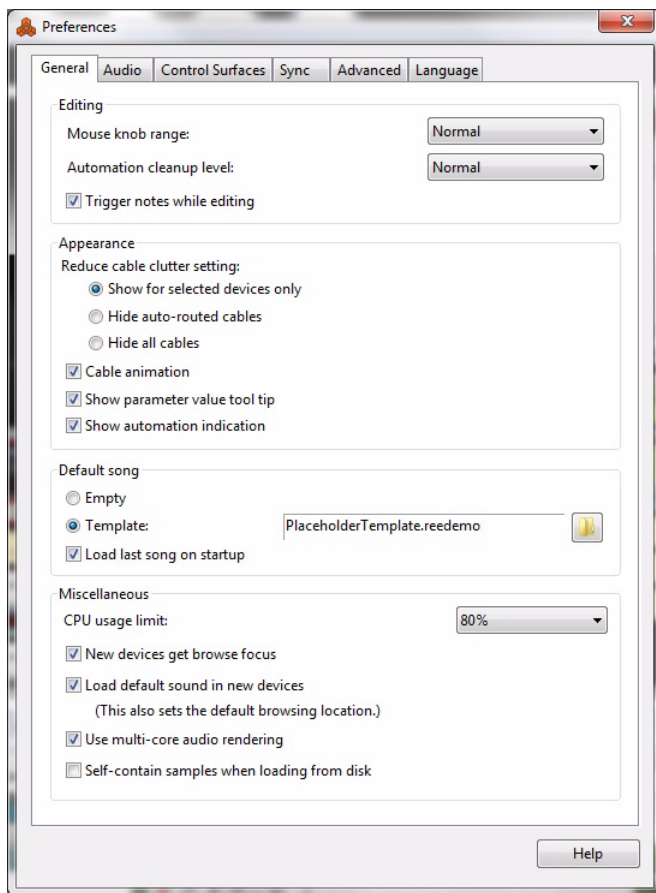 Preferences
General Audio Control Surfaces Sync Advanced Language
Editing
Mouse knob range: Normal
Automation cleanup level: Normal
Trigger notes while editing
Appearance
Reduce cable clutter setting:
Show for selected devices only
Hide auto-routed cables
Hide all cables
Cable animation
Show parameter value tool tip
Show automation indication
Default song
Empty
Template: PlaceholderTemplate.reedemo
Load last song on startup
Miscellaneous
CPU usage limit: 80%
New devices get browse focus
Load default sound in new devices
(This also sets the default browsing location.)
Use multi-core audio rendering
Self-contain samples when loading from disk
Help